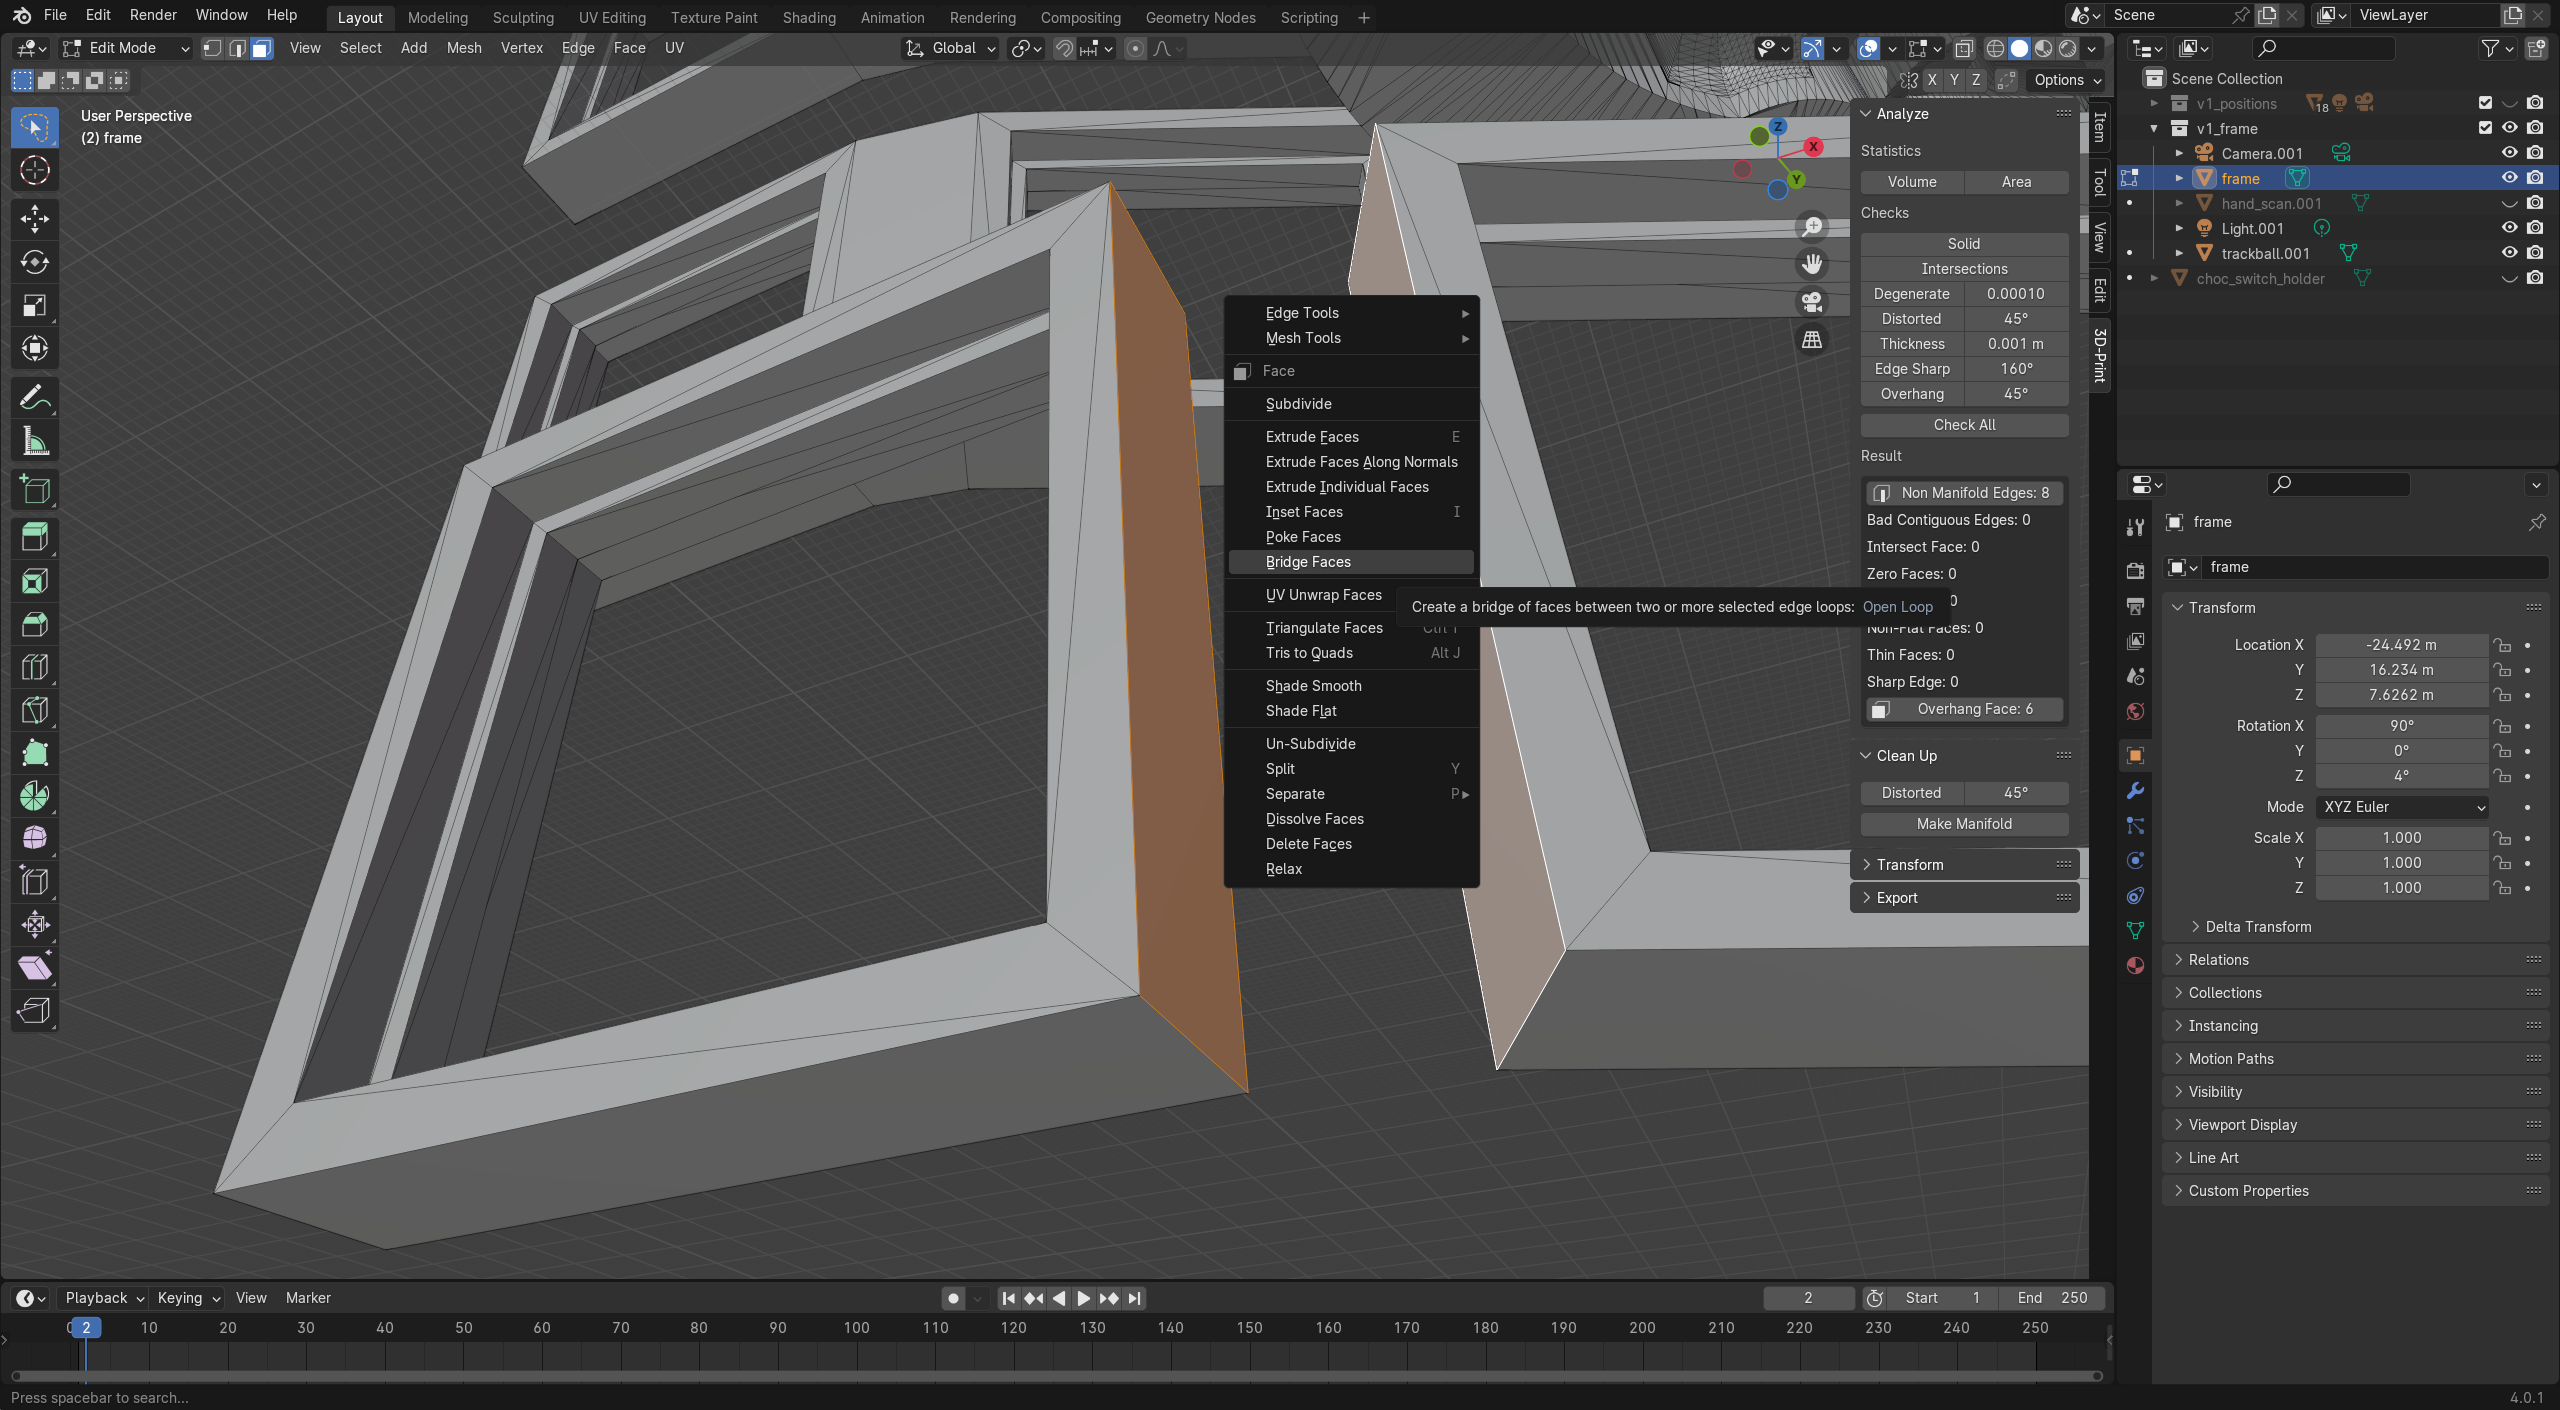 File Edit Render Window Help Layout Modeling Sculpting UV Editing Texture Paint Shading Animation Rendering Compositing Geometry Nodes Scripting + Scene ViewLayer
Edit Mode View Select Add Mesh Vertex Edge Face UV Global
X Y Z Options
User Perspective
(2) frame
Z
X
Y
Edge Tools
Mesh Tools
Face
Subdivide
Extrude Faces E
Extrude Faces Along Normals
Extrude Individual Faces
Inset Faces I
Poke Faces
Bridge Faces
UV Unwrap Faces
Create a bridge of faces between two or more selected edge loops: Open Loop
Triangulate Faces Ctrl T
Tris to Quads Alt J
Shade Smooth
Shade Flat
Un-Subdivide
Split Y
Separate P
Dissolve Faces
Delete Faces
Relax
Analyze
Statistics
Volume Area
Checks
Solid
Intersections
Degenerate 0.00010
Distorted 45°
Thickness 0.001 m
Edge Sharp 160°
Overhang 45°
Check All
Result
Non Manifold Edges: 8
Bad Contiguous Edges: 0
Intersect Face: 0
Zero Faces: 0
0
Non-Flat Faces: 0
Thin Faces: 0
Sharp Edge: 0
Overhang Face: 6
Clean Up
Distorted 45°
Make Manifold
Transform
Export
Item
Tool
View
Edit
3D-Print
Scene Collection
v1_positions 18
v1_frame
Camera.001
frame
hand_scan.001
Light.001
trackball.001
choc_switch_holder
frame
frame
Transform
Location X -24.492 m
Y 16.234 m
Z 7.6262 m
Rotation X 90°
Y 0°
Z 4°
Mode XYZ Euler
Scale X 1.000
Y 1.000
Z 1.000
Delta Transform
Relations
Collections
Instancing
Motion Paths
Visibility
Viewport Display
Line Art
Custom Properties
Playback Keying View Marker 2 Start 1 End 250
0 2 10 20 30 40 50 60 70 80 90 100 110 120 130 140 150 160 170 180 190 200 210 220 230 240 250
Press spacebar to search... 4.0.1